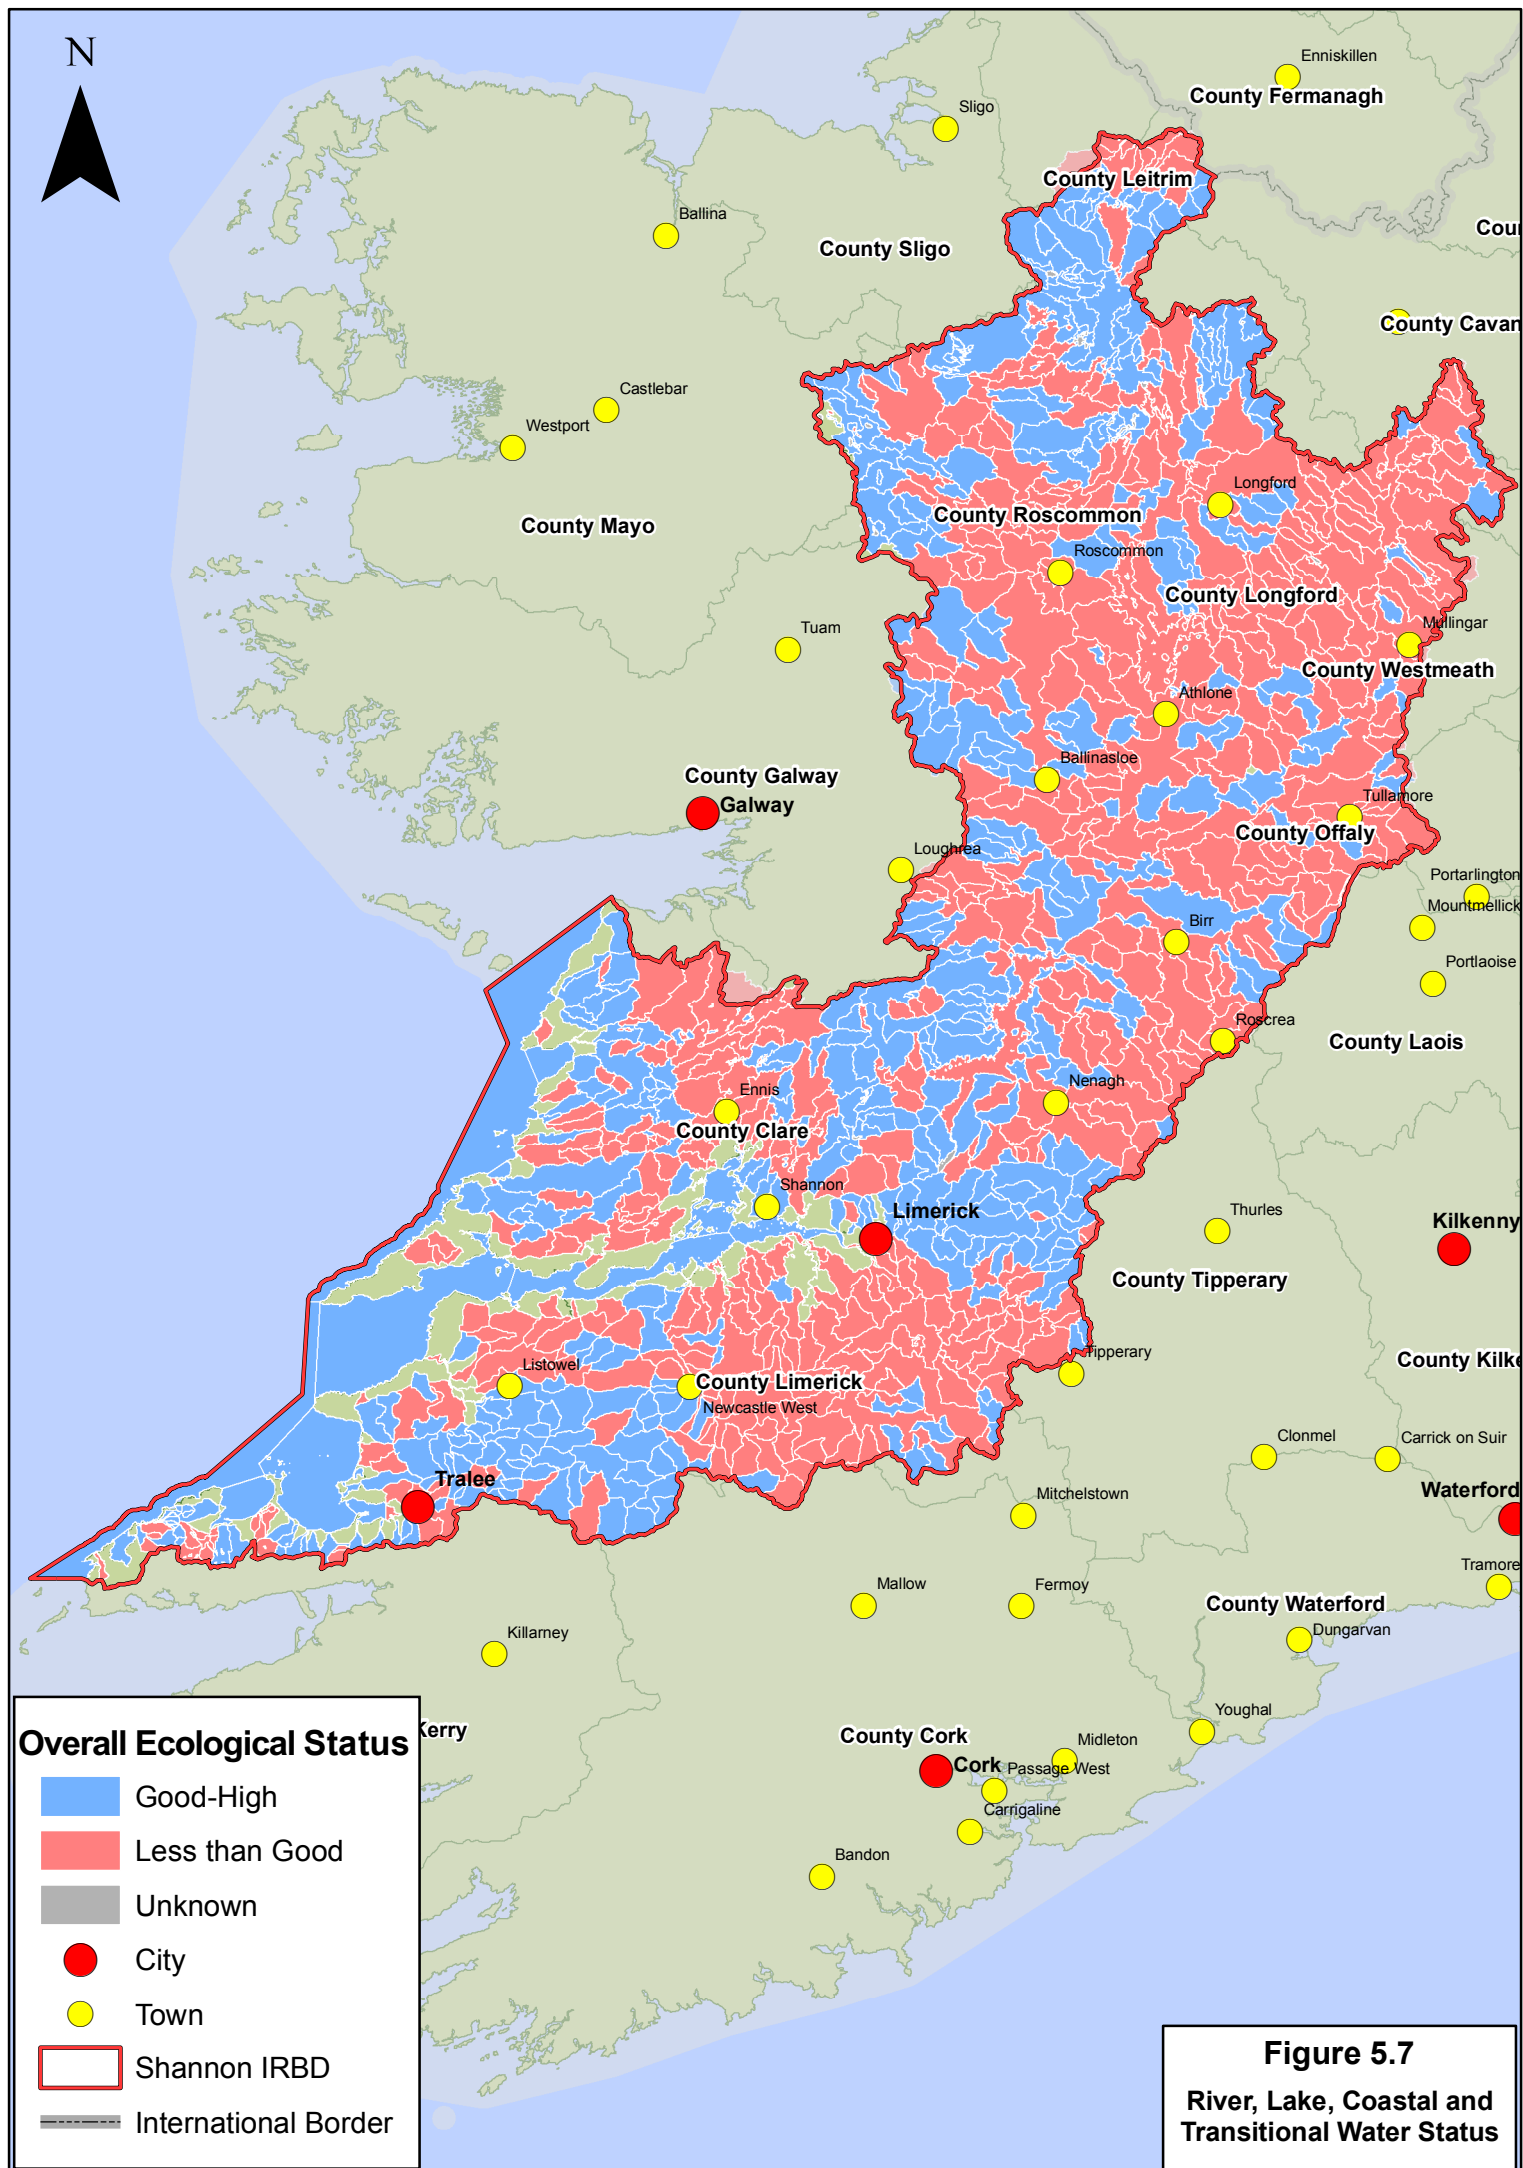 N
Enniskillen
County Fermanagh
Sligo
County Leitrim
Ballina
County Sligo
Cou
County Cavan
Castlebar
Westport
Longford
County Roscommon
County Mayo
Roscommon
County Longford
Mullingar
Tuam
County Westmeath
Athlone
Ballinasloe
County Galway
Galway
Tullamore
County Offaly
Loughrea
Portarlington
Mountmellick
Birr
Portlaoise
Roscrea
County Laois
Nenagh
Ennis
County Clare
Shannon
Limerick
Thurles
Kilkenny
County Tipperary
Tipperary
County Kilke
Listowel
County Limerick
Newcastle West
Clonmel
Carrick on Suir
Tralee
Mitchelstown
Waterford
Tramore
Mallow
Fermoy
County Waterford
Dungarvan
Killarney
Youghal
Kerry
County Cork
Midleton
Cork
Passage West
Carrigaline
Bandon
Overall Ecological Status
Good-High
Less than Good
Unknown
City
Town
Shannon IRBD
International Border
Figure 5.7
River, Lake, Coastal and
Transitional Water Status